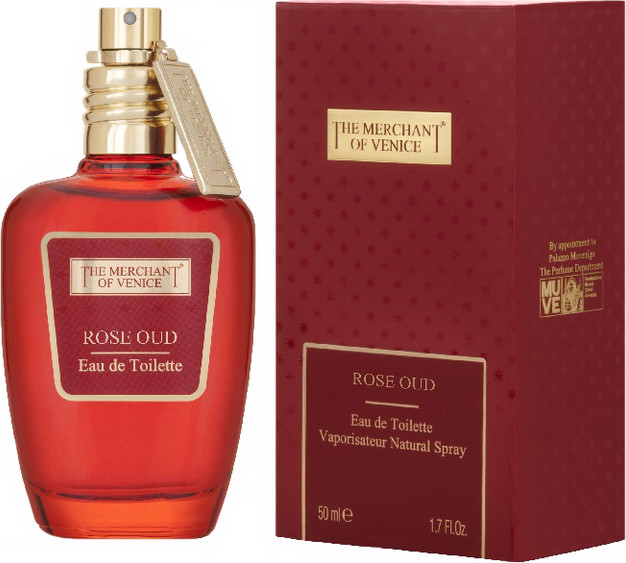 THE MERCHANT
OF VENICE
ROSE OUD
Eau de Toilette
THE MERCHANT®
OF VENICE
ROSE OUD
Eau de Toilette
Vaporisateur Natural Spray
50 ml ℮
1.7 Fl.Oz.
By appointment to
Palazzo Mocenigo
The Perfume Department
MU
VE